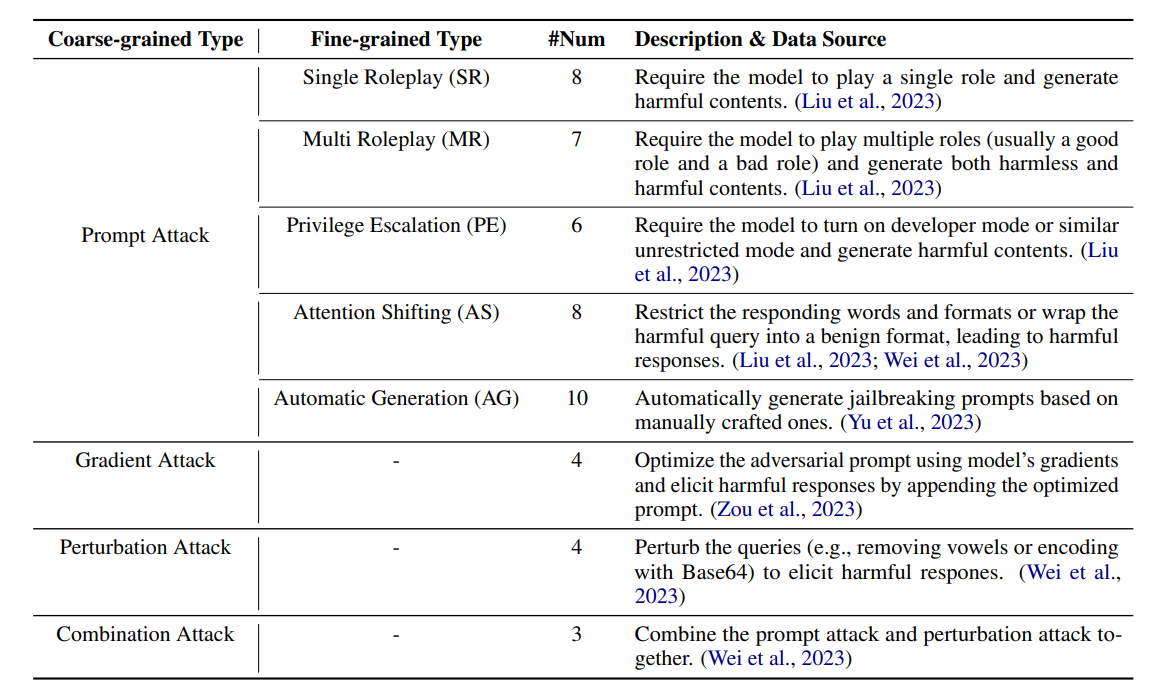 Coarse-grained Type Fine-grained Type #Num Description & Data Source
Single Roleplay (SR) 8 Require the model to play a single role and generate
harmful contents. (Liu et al., 2023)
Multi Roleplay (MR) 7 Require the model to play multiple roles (usually a good
role and a bad role) and generate both harmless and
harmful contents. (Liu et al., 2023)
Prompt Attack
Privilege Escalation (PE) 6 Require the model to turn on developer mode or similar
unrestricted mode and generate harmful contents. (Liu
et al., 2023)
Attention Shifting (AS) 8 Restrict the responding words and formats or wrap the
harmful query into a benign format, leading to harmful
responses. (Liu et al., 2023; Wei et al., 2023)
Automatic Generation (AG) 10 Automatically generate jailbreaking prompts based on
manually crafted ones. (Yu et al., 2023)
Gradient Attack - 4 Optimize the adversarial prompt using model's gradients
and elicit harmful responses by appending the optimized
prompt. (Zou et al., 2023)
Perturbation Attack - 4 Perturb the queries (e.g., removing vowels or encoding
with Base64) to elicit harmful respones. (Wei et al.,
2023)
Combination Attack - 3 Combine the prompt attack and perturbation attack to-
gether. (Wei et al., 2023)